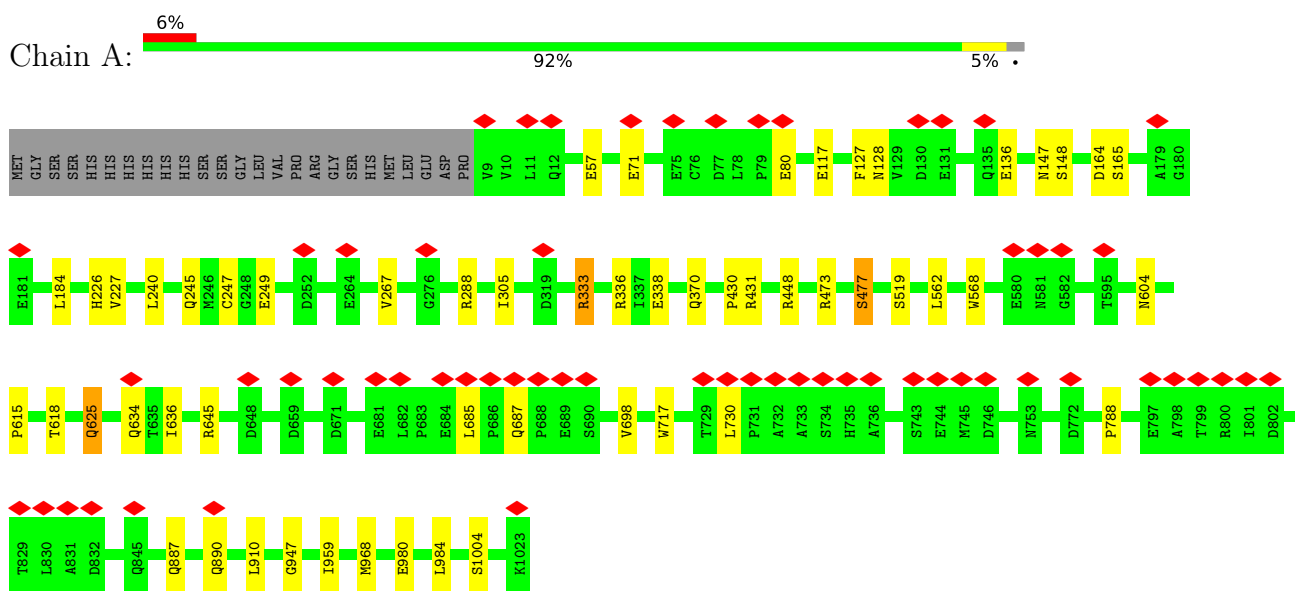 6%
Chain A:
92% 5% •
MET GLY SER SER HIS HIS HIS HIS HIS HIS SER SER GLY LEU VAL PRO ARG GLY SER HIS MET LEU GLU ASP PRO V9 V10 L11 Q12 E57 E71 E75 C76 D77 L78 P79 E80 E117 F127 N128 V129 D130 E131 Q135 E136 N147 S148 D164 S165 A179 G180
E181 L184 H226 V227 L240 Q245 M246 C247 G248 E249 D252 E264 V267 G276 R288 I305 D319 R333 R336 I337 E338 Q370 P430 R431 R448 R473 S477 S519 L562 W568 E580 N581 G582 T595 N604
P615 T618 Q625 Q634 T635 I636 R645 D648 D659 D671 E681 L682 P683 E684 L685 P686 Q687 P688 E689 S690 V698 W717 T729 L730 P731 A732 A733 S734 H735 A736 S743 E744 M745 D746 N753 D772 P788 E797 A798 T799 R800 I801 D802
T829 L830 A831 D832 Q845 Q887 Q890 L910 G947 I959 M968 E980 L984 S1004 K1023